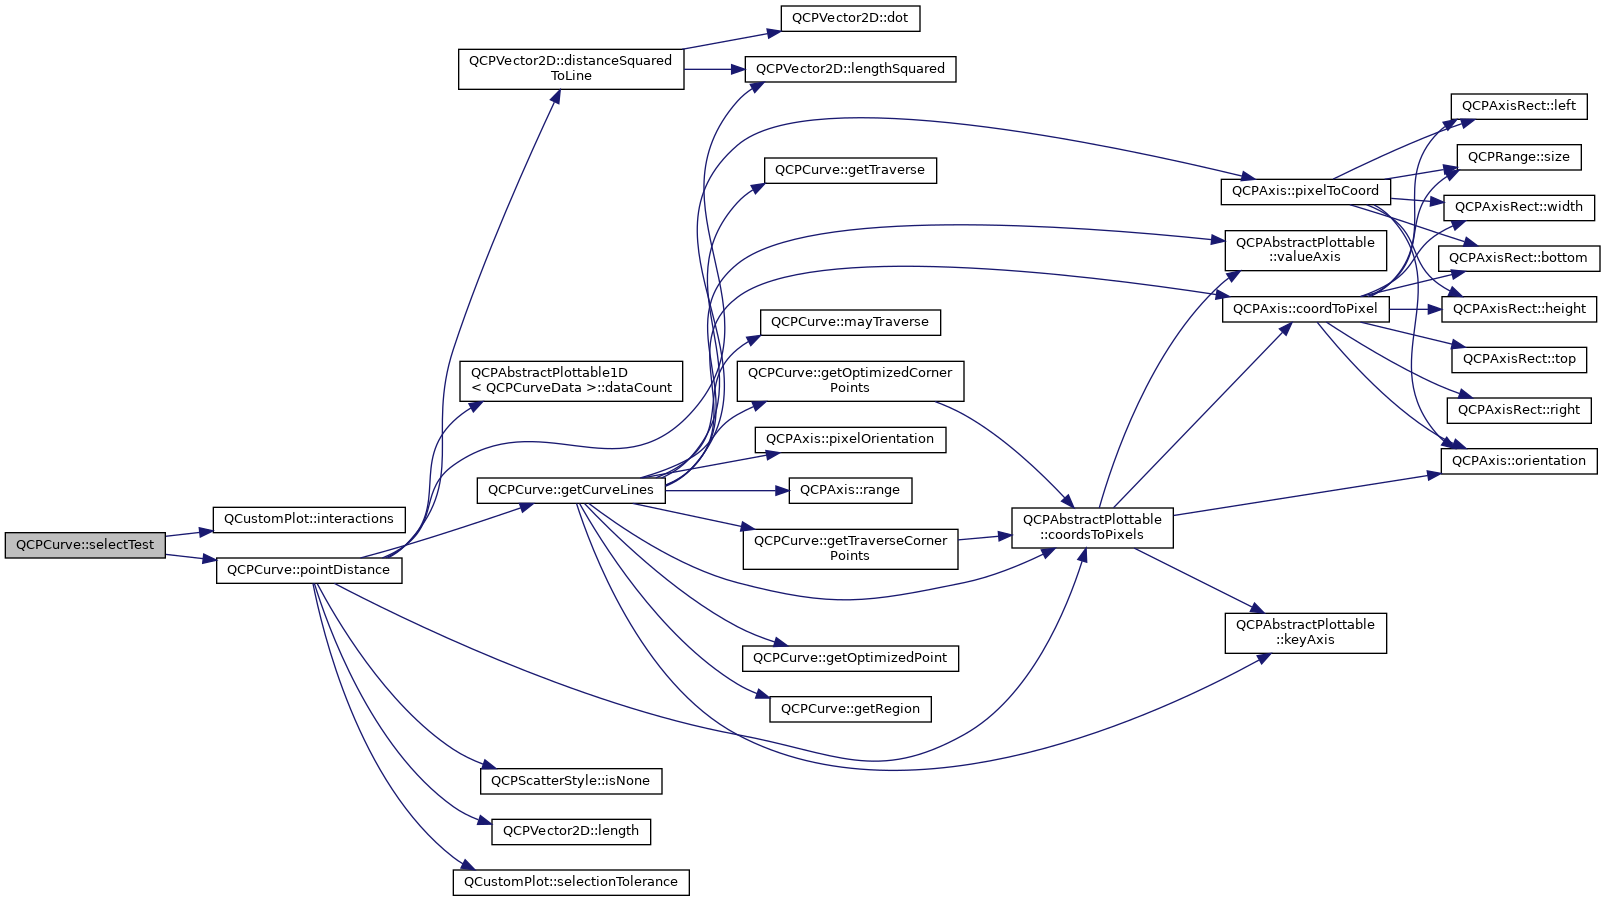 QCPCurve::selectTest
QCustomPlot::interactions
QCPCurve::pointDistance
QCPVector2D::distanceSquared
ToLine
QCPAbstractPlottable1D
< QCPCurveData >::dataCount
QCPCurve::getCurveLines
QCPScatterStyle::isNone
QCPVector2D::length
QCustomPlot::selectionTolerance
QCPVector2D::dot
QCPVector2D::lengthSquared
QCPCurve::getTraverse
QCPCurve::mayTraverse
QCPCurve::getOptimizedCorner
Points
QCPAxis::pixelOrientation
QCPAxis::range
QCPCurve::getTraverseCorner
Points
QCPCurve::getOptimizedPoint
QCPCurve::getRegion
QCPAbstractPlottable
::coordsToPixels
QCPAxis::pixelToCoord
QCPAbstractPlottable
::valueAxis
QCPAxis::coordToPixel
QCPAbstractPlottable
::keyAxis
QCPAxisRect::left
QCPRange::size
QCPAxisRect::width
QCPAxisRect::bottom
QCPAxisRect::height
QCPAxisRect::top
QCPAxisRect::right
QCPAxis::orientation